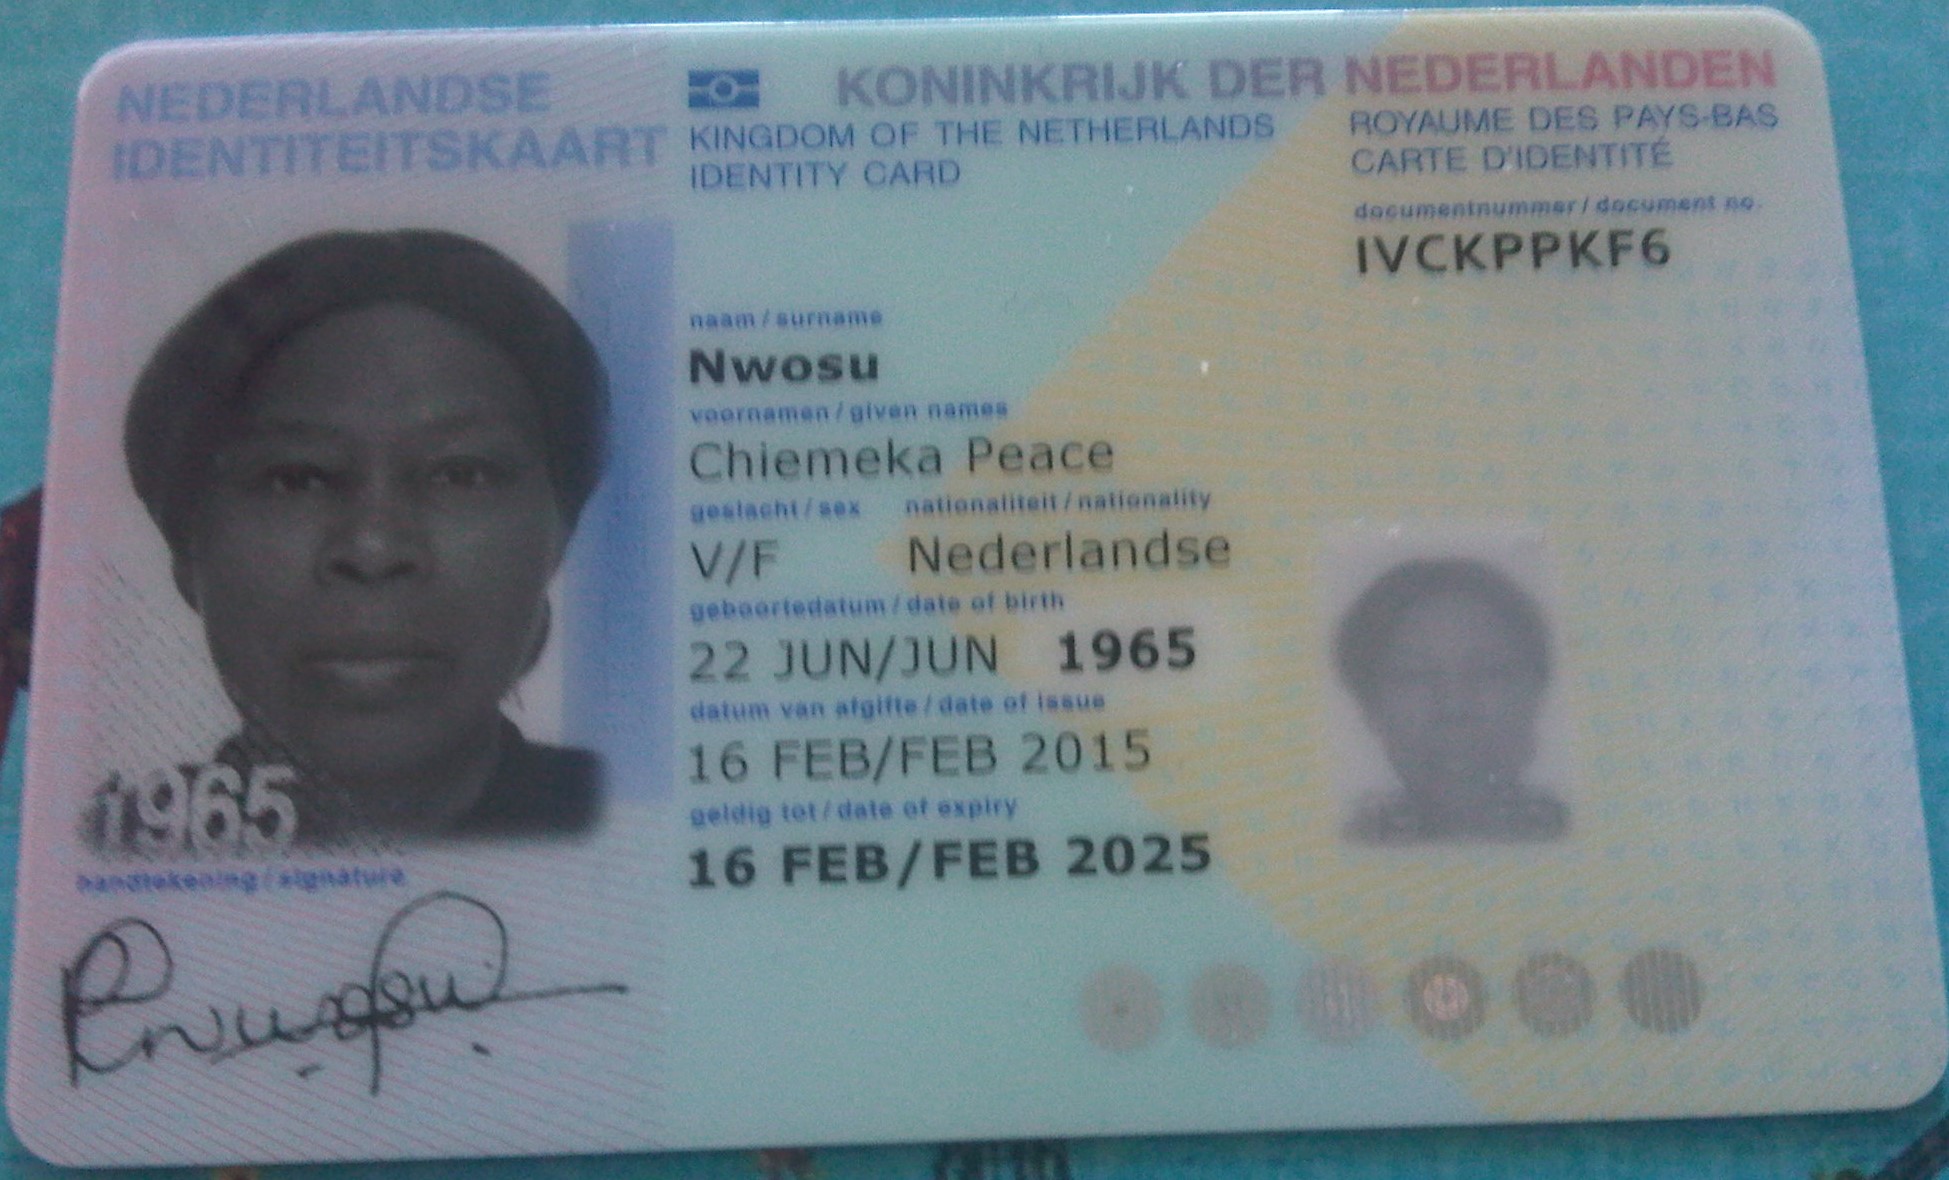 NEDERLANDSE
IDENTITEITSKAART
KONINKRIJK DER NEDERLANDEN
KINGDOM OF THE NETHERLANDS
IDENTITY CARD
ROYAUME DES PAYS-BAS
CARTE D'IDENTITÉ
documentnummer / document no.
IVCKPPKF6
naam / surname
Nwosu
voornamen / given names
Chiemeka Peace
geslacht / sex nationaliteit / nationality
V/F Nederlandse
geboortedatum / date of birth
22 JUN/JUN 1965
datum van afgifte / date of issue
16 FEB/FEB 2015
geldig tot / date of expiry
16 FEB/FEB 2025
1965
handtekening / signature